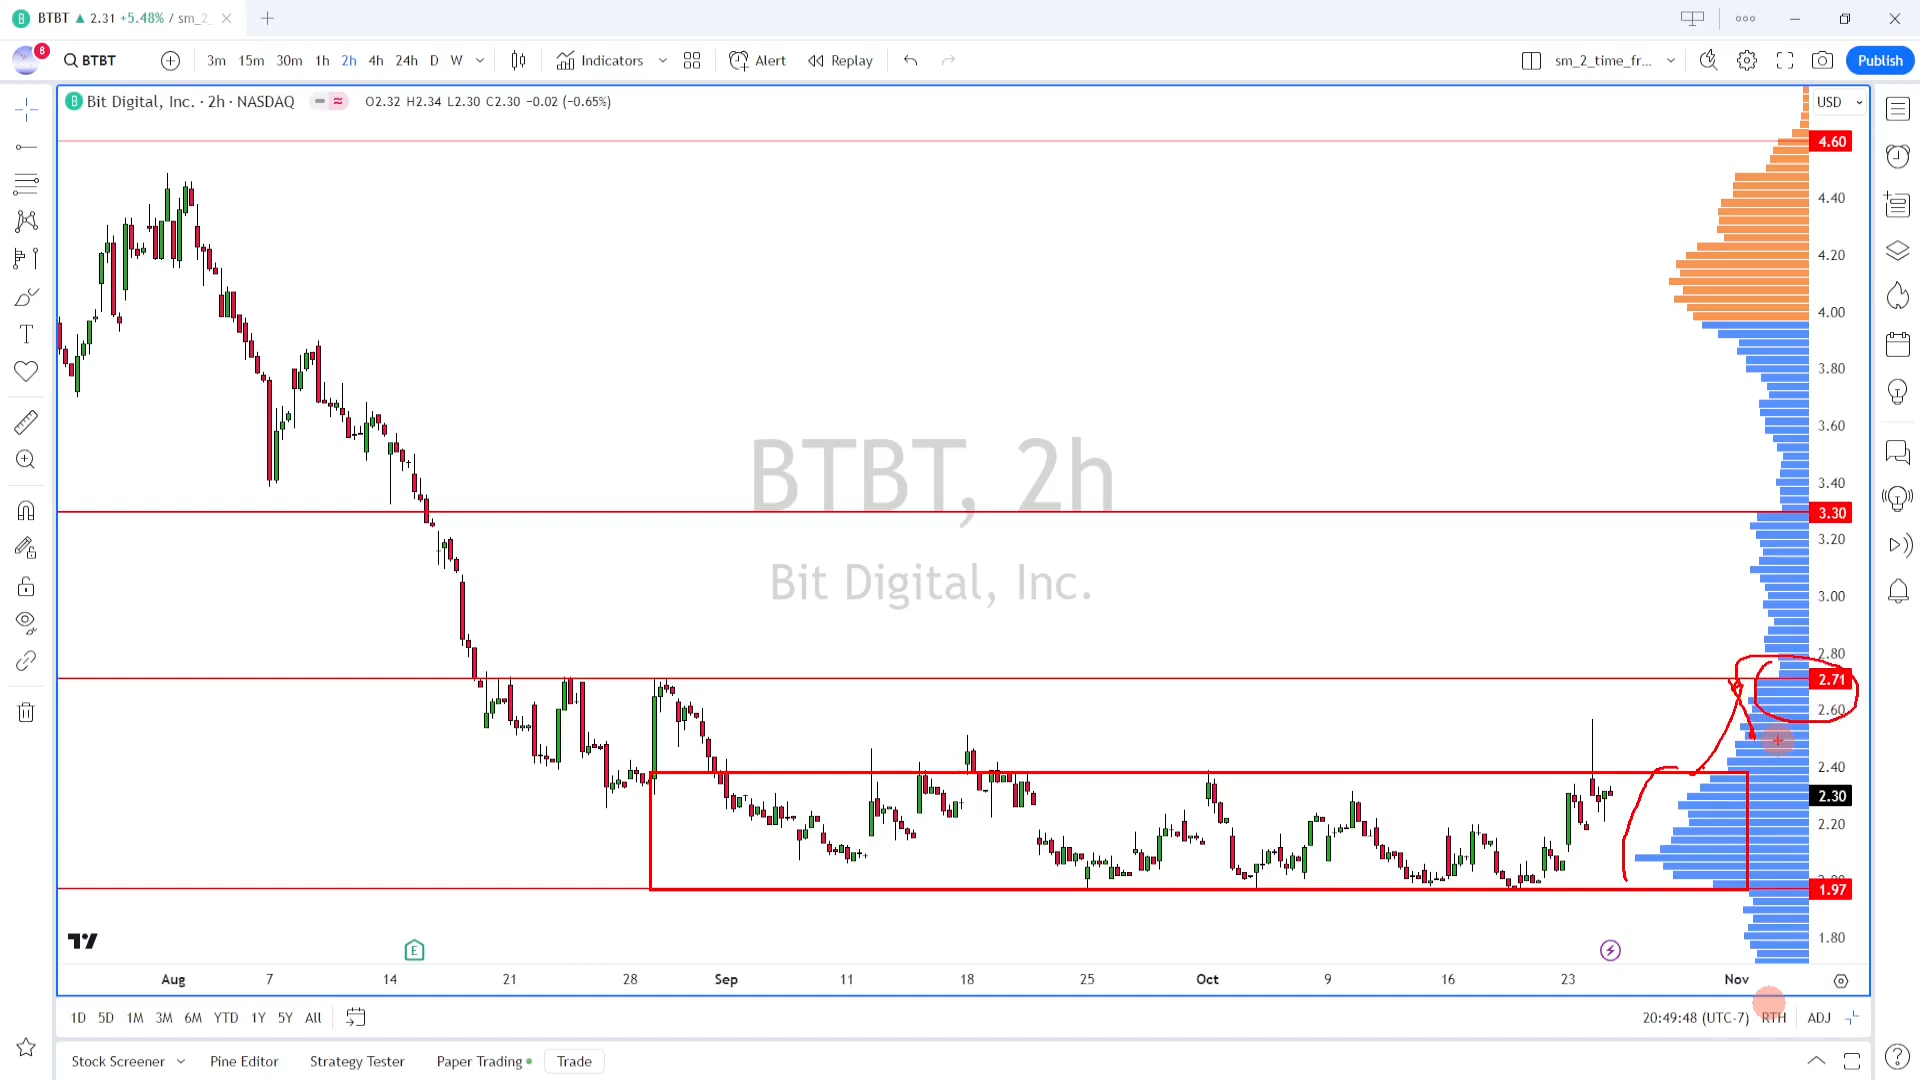 BTBT ▲ 2.31 +5.48% / sm_2_
8
BTBT
3m 15m 30m 1h 2h 4h 24h D W
Indicators
Alert
Replay
sm_2_time_fr...
Publish
Bit Digital, Inc. · 2h · NASDAQ
O2.32 H2.34 L2.30 C2.30 −0.02 (−0.65%)
USD
4.60
4.40
4.20
4.00
3.80
3.60
3.40
3.30
3.20
3.00
2.80
2.71
2.60
2.40
2.30
2.20
1.97
1.80
BTBT, 2h
Bit Digital, Inc.
E
Aug 7 14 21 28 Sep 11 18 25 Oct 9 16 23 Nov
1D 5D 1M 3M 6M YTD 1Y 5Y All
20:49:48 (UTC-7) RTH ADJ
Stock Screener Pine Editor Strategy Tester Paper Trading Trade